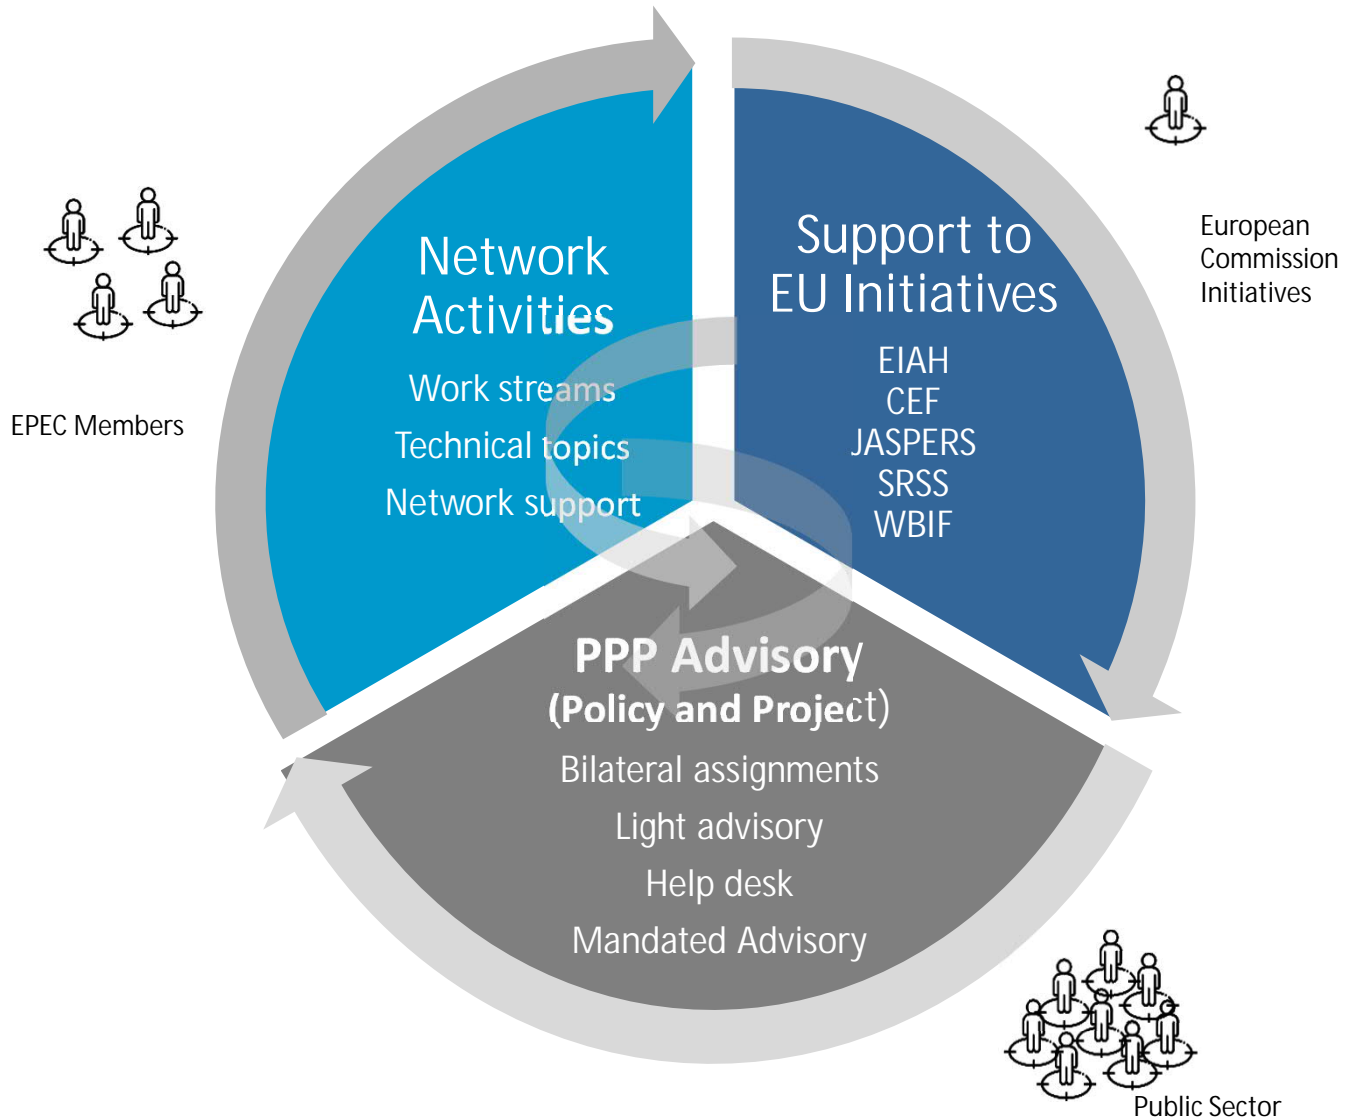 Network
Activities
Work streams
Technical topics
Network support
EPEC Members
Support to
EU Initiatives
EIAH
CEF
JASPERS
SRSS
WBIF
European
Commission
Initiatives
PPP Advisory
(Policy and Project)
Bilateral assignments
Light advisory
Help desk
Mandated Advisory
Public Sector